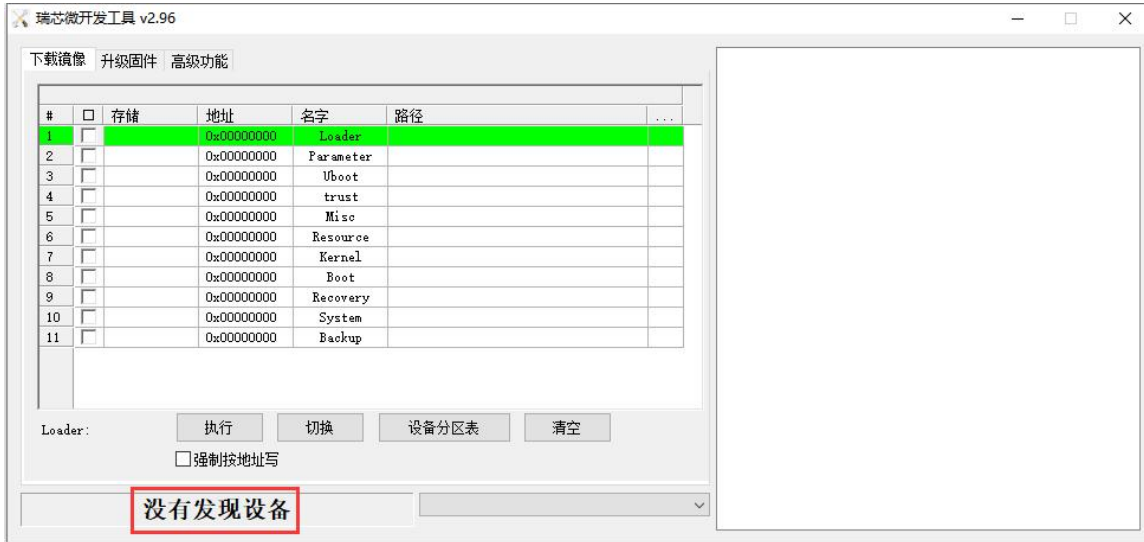 瑞芯微开发工具 v2.96
下载镜像 升级固件 高级功能
# 存储 地址 名字 路径 ...
1 0x00000000 Loader
2 0x00000000 Parameter
3 0x00000000 Uboot
4 0x00000000 trust
5 0x00000000 Misc
6 0x00000000 Resource
7 0x00000000 Kernel
8 0x00000000 Boot
9 0x00000000 Recovery
10 0x00000000 System
11 0x00000000 Backup
Loader: 执行 切换 设备分区表 清空
强制按地址写
没有发现设备